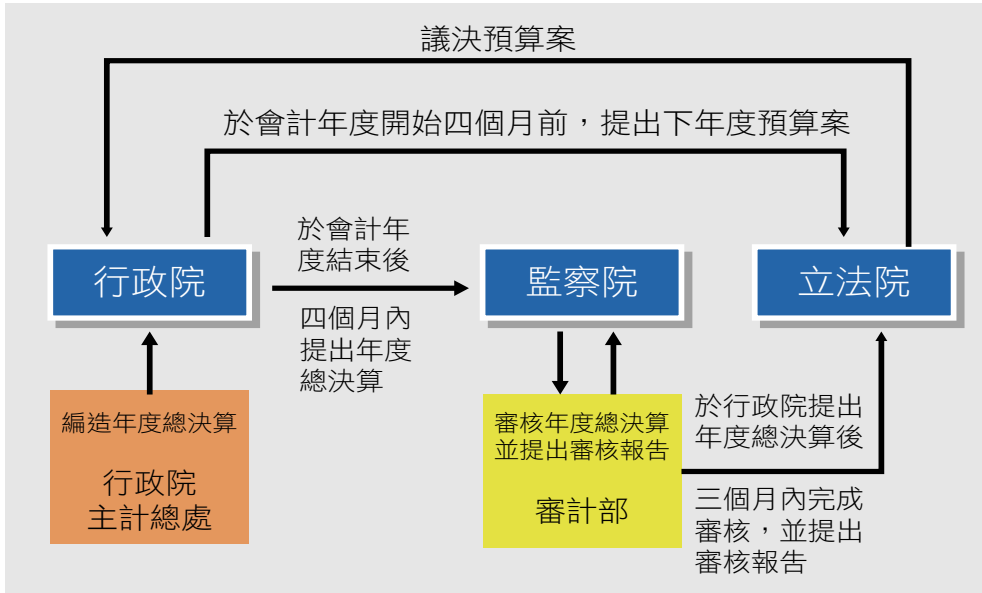 議決預算案
於會計年度開始四個月前，提出下年度預算案
行政院
於會計年
度結束後
四個月內
提出年度
總決算
監察院
立法院
編造年度總決算
行政院
主計總處
審核年度總決算
並提出審核報告
審計部
於行政院提出
年度總決算後
三個月內完成
審核，並提出
審核報告